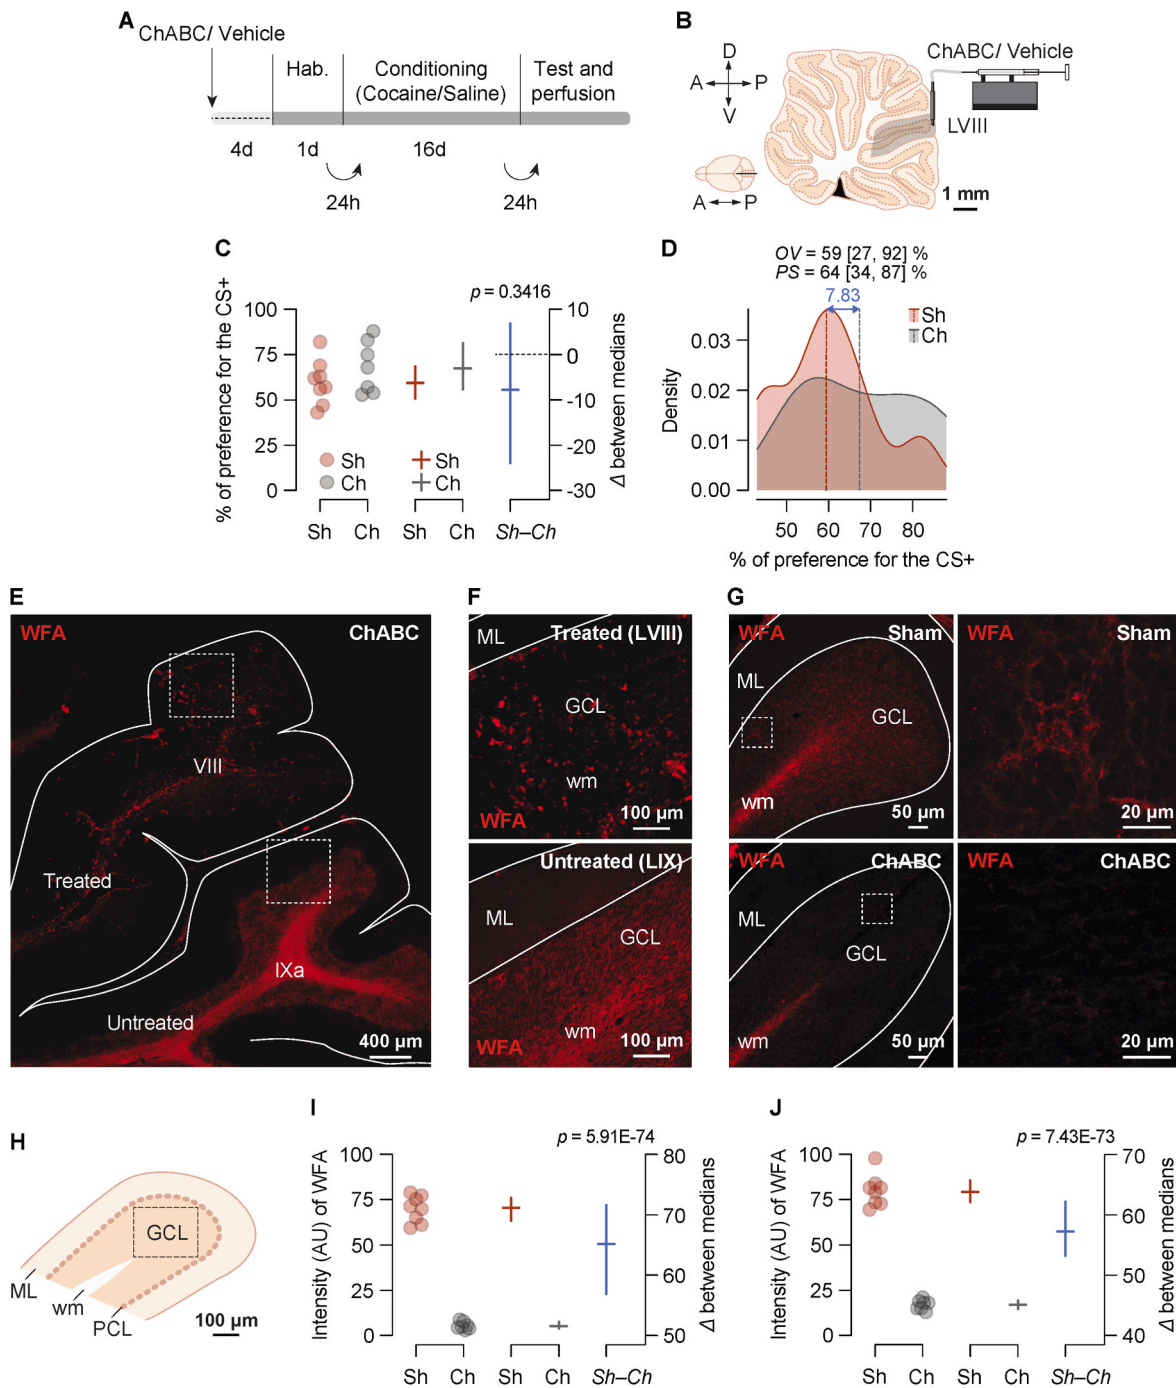 A
ChABC/ Vehicle
Hab.
Conditioning
(Cocaine/Saline)
Test and
perfusion
4d
1d
16d
24h
24h
B
D
A
P
V
ChABC/ Vehicle
LVIII
A
P
1 mm
C
p = 0.3416
% of preference for the CS+
100
75
50
25
0
Sh
Ch
Sh
Ch
10
0
-10
-20
-30
Δ between medians
Sh
Ch
Sh
Ch
Sh–Ch
D
OV = 59 [27, 92] %
PS = 64 [34, 87] %
7.83
Sh
Ch
Density
0.03
0.02
0.01
0.00
50
60
70
80
% of preference for the CS+
E
WFA
ChABC
VIII
Treated
IXa
Untreated
400 µm
F
ML
Treated (LVIII)
GCL
wm
WFA
100 µm
Untreated (LIX)
ML
GCL
wm
WFA
100 µm
G
WFA
Sham
ML
GCL
wm
50 µm
WFA
Sham
20 µm
WFA
ChABC
ML
GCL
wm
50 µm
WFA
ChABC
20 µm
H
GCL
ML
wm
PCL
100 µm
I
p = 5.91E-74
Intensity (AU) of WFA
100
75
50
25
0
80
70
60
50
Δ between medians
Sh
Ch
Sh
Ch
Sh–Ch
J
p = 7.43E-73
Intensity (AU) of WFA
100
75
50
25
0
70
60
50
40
Δ between medians
Sh
Ch
Sh
Ch
Sh–Ch